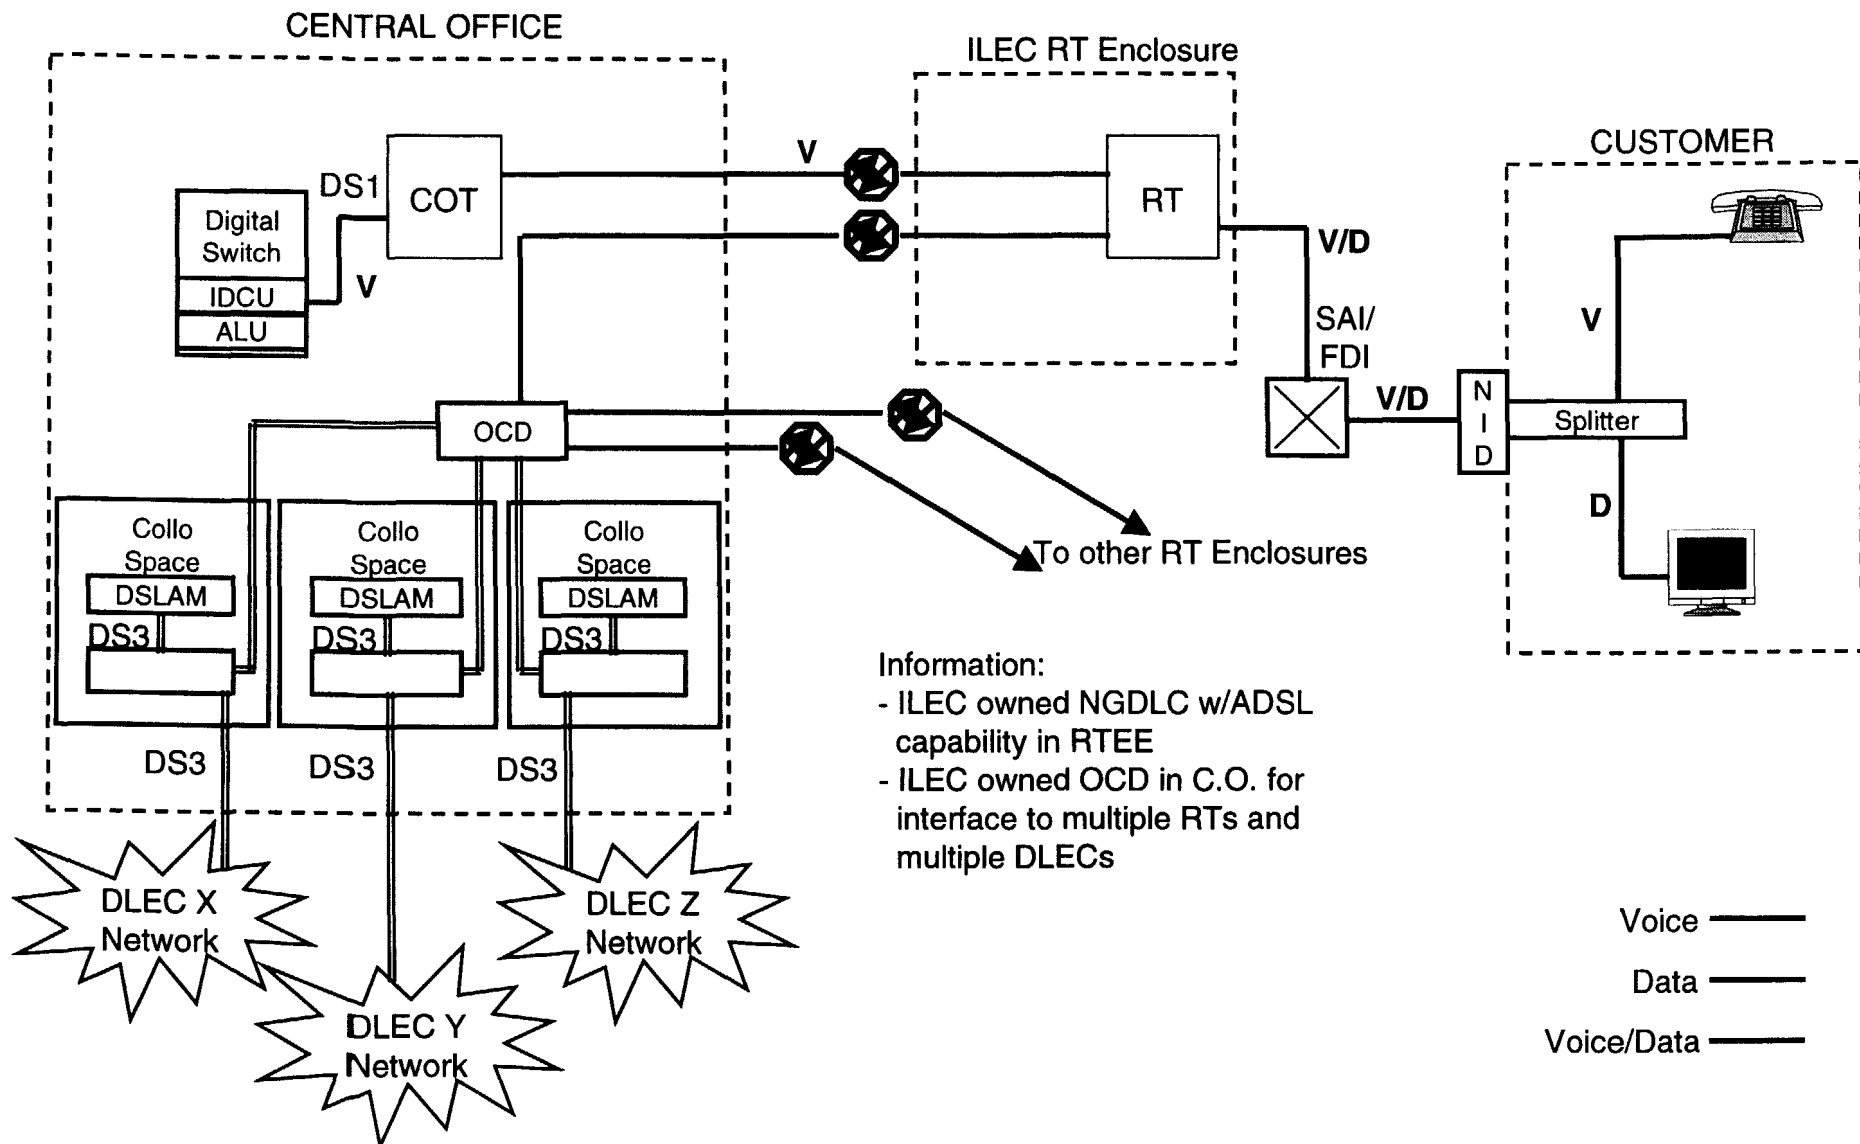 CENTRAL OFFICE
ILEC RT Enclosure
CUSTOMER
V
DS1
COT
RT
Digital
Switch
IDCU
ALU
V
V/D
SAI/
FDI
V
V/D
N
I
D
Splitter
D
OCD
To other RT Enclosures
Collo
Space
DSLAM
DS3
Collo
Space
DSLAM
DS3
Collo
Space
DSLAM
DS3
DS3
DS3
DS3
Information:
- ILEC owned NGDLC w/ADSL
capability in RTEE
- ILEC owned OCD in C.O. for
interface to multiple RTs and
multiple DLECs
DLEC X
Network
DLEC Y
Network
DLEC Z
Network
Voice
Data
Voice/Data